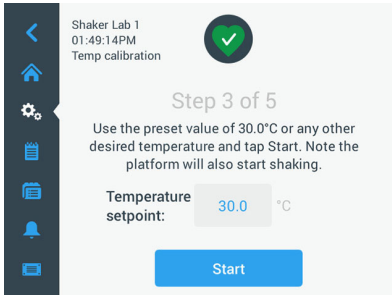 Shaker Lab 1
01:49:14PM
Temp calibration
Step 3 of 5
Use the preset value of 30.0°C or any other
desired temperature and tap Start. Note the
platform will also start shaking.
Temperature
setpoint:
30.0
°C
Start